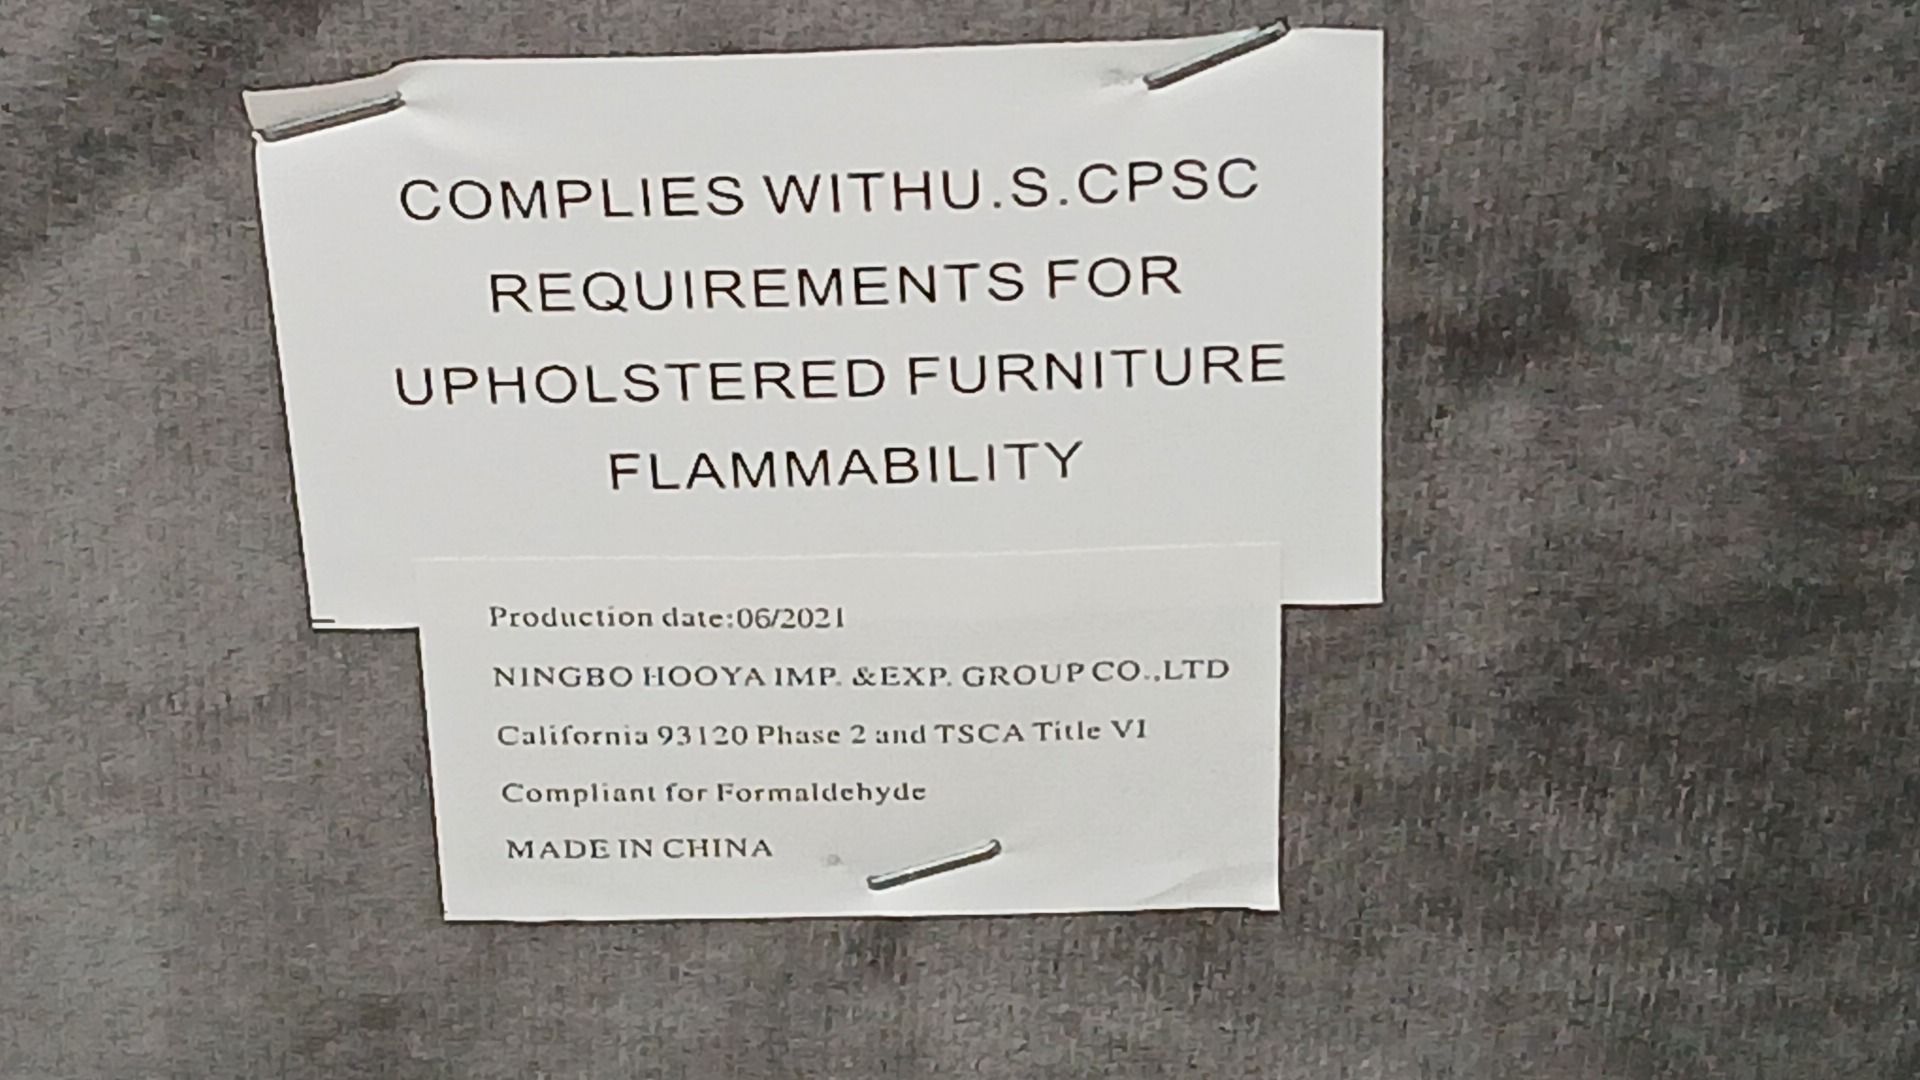 COMPLIES WITHU.S.CPSC
REQUIREMENTS FOR
UPHOLSTERED FURNITURE
FLAMMABILITY
Production date:06/2021
NINGBO HOOYA IMP. &EXP. GROUP CO.,LTD
California 93120 Phase 2 and TSCA Title VI
Compliant for Formaldehyde
MADE IN CHINA